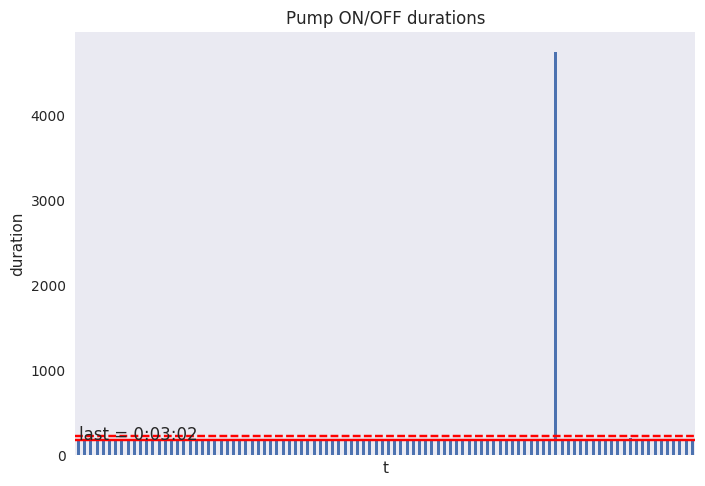 Pump ON/OFF durations
4000
3000
2000
1000
0
duration
last = 0:03:02
t